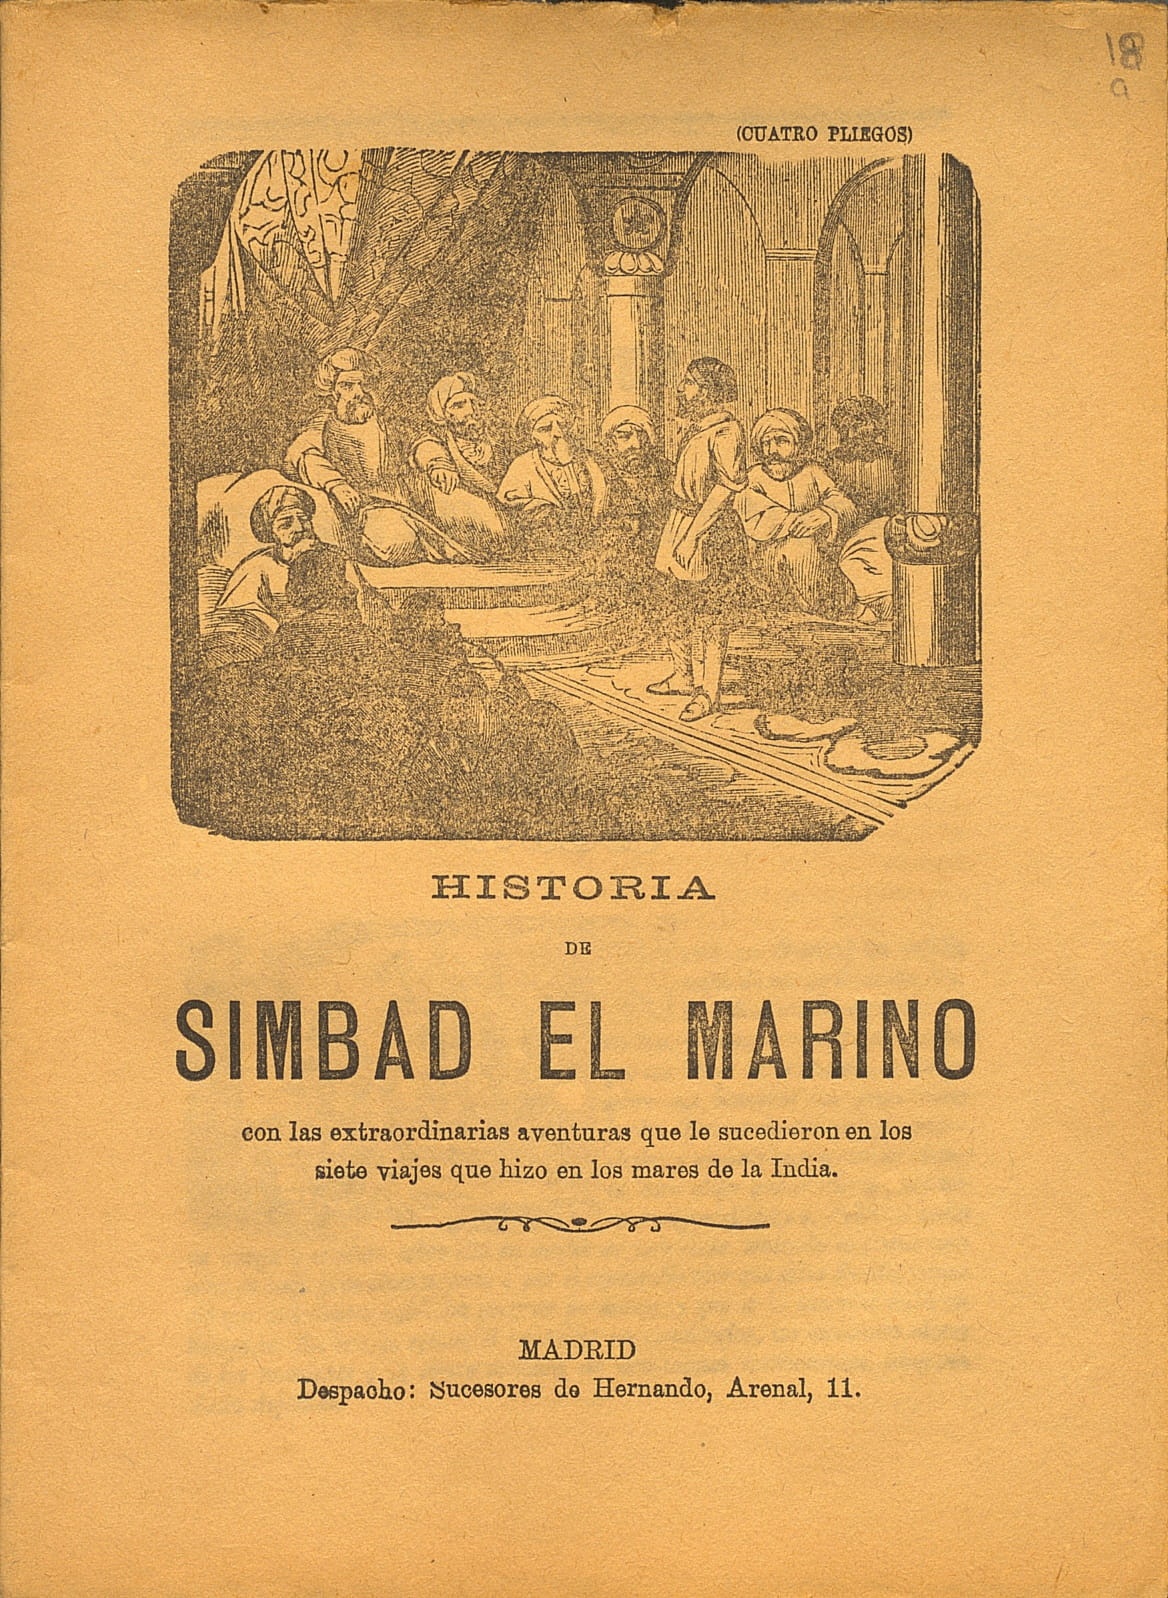 18
a
(CUATRO PLIEGOS)
HISTORIA
DE
SIMBAD EL MARINO
con las extraordinarias aventuras que le sucedieron en los
siete viajes que hizo en los mares de la India.
MADRID
Despacho: Sucesores de Hernando, Arenal, 11.